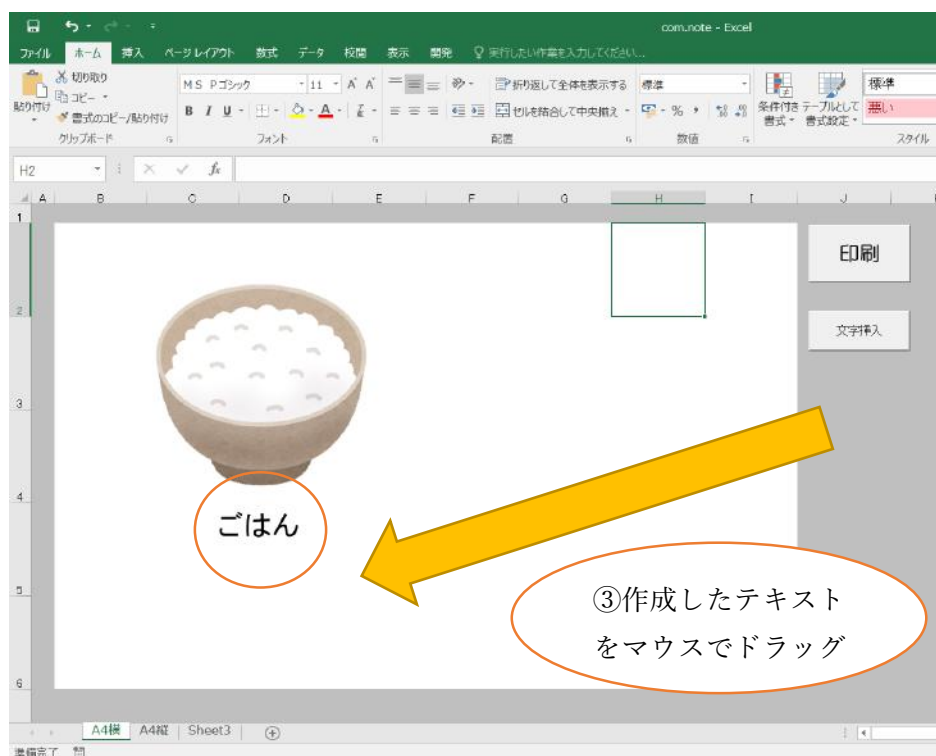 com.note - Excel
ファイル ホーム 挿入 ページ レイアウト 数式 データ 校閲 表示 開発 実行したい作業を入力してください...
貼り付け
切り取り
コピー
書式のコピー/貼り付け
クリップボード
MS Pゴシック 11
B I U
フォント
折り返して全体を表示する
セルを結合して中央揃え
配置
標準
%
数値
条件付き書式
テーブルとして書式設定
標準
悪い
スタイル
H2
fx
A B C D E F G H I J
1
2
3
4
5
6
印刷
文字挿入
ごはん
③作成したテキスト
をマウスでドラッグ
A4横 A4縦 Sheet3
準備完了